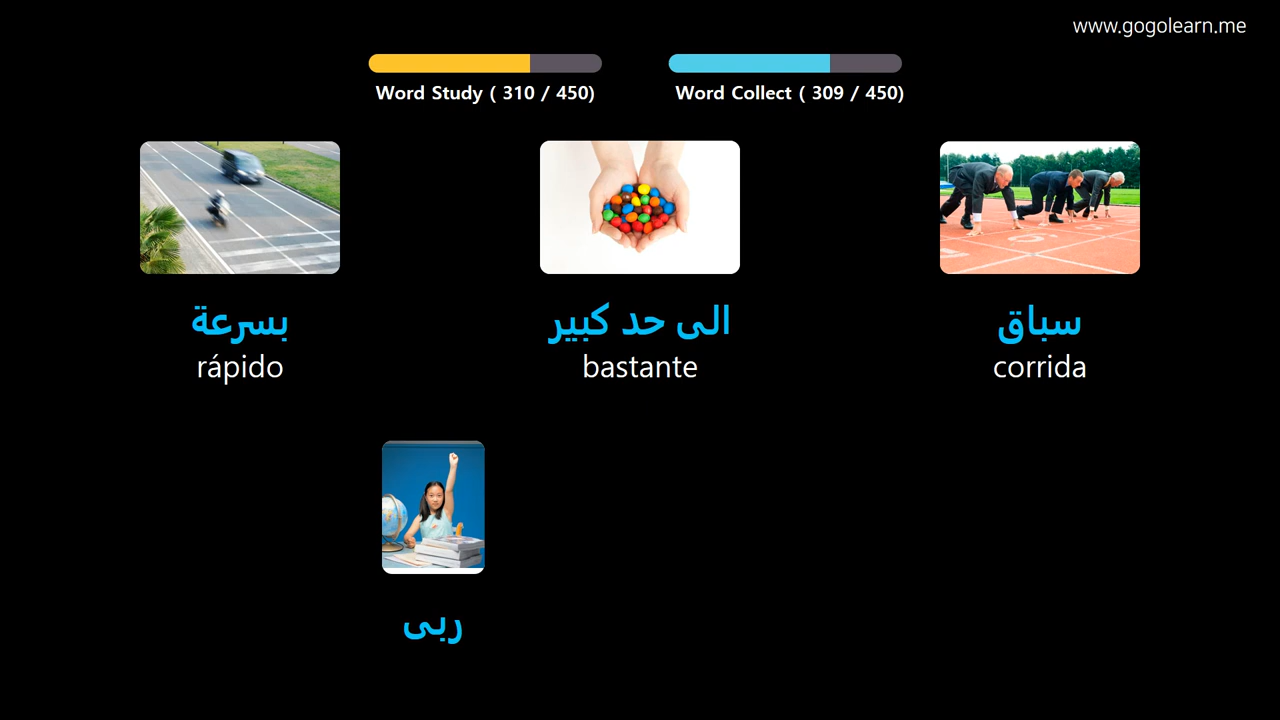 www.gogolearn.me
Word Study ( 310 / 450)
Word Collect ( 309 / 450)
بسرعة
الى حد كبير
سباق
rápido
bastante
corrida
ربى